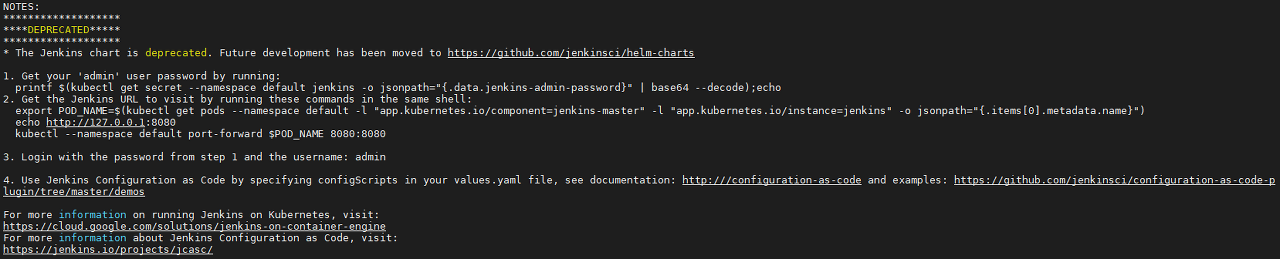 NOTES:
*******************
****DEPRECATED*****
*******************
* The Jenkins chart is deprecated. Future development has been moved to https://github.com/jenkinsci/helm-charts
1. Get your 'admin' user password by running:
printf $(kubectl get secret --namespace default jenkins -o jsonpath="{.data.jenkins-admin-password}" | base64 --decode);echo
2. Get the Jenkins URL to visit by running these commands in the same shell:
export POD_NAME=$(kubectl get pods --namespace default -l "app.kubernetes.io/component=jenkins-master" -l "app.kubernetes.io/instance=jenkins" -o jsonpath="{.items[0].metadata.name}")
echo http://127.0.0.1:8080
kubectl --namespace default port-forward $POD_NAME 8080:8080
3. Login with the password from step 1 and the username: admin
4. Use Jenkins Configuration as Code by specifying configScripts in your values.yaml file, see documentation: http:///configuration-as-code and examples: https://github.com/jenkinsci/configuration-as-code-p
lugin/tree/master/demos
For more information on running Jenkins on Kubernetes, visit:
https://cloud.google.com/solutions/jenkins-on-container-engine
For more information about Jenkins Configuration as Code, visit:
https://jenkins.io/projects/jcasc/